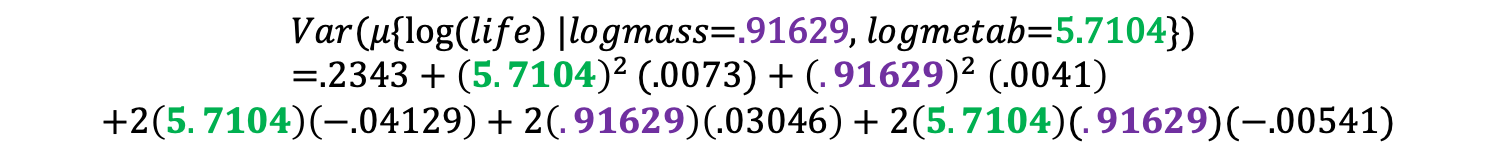 Var(μ{log(life) |logmass=.91629, logmetab=5.7104})
=.2343 + (5.7104)² (.0073) + (.91629)² (.0041)
+2(5.7104)(−.04129) + 2(.91629)(.03046) + 2(5.7104)(.91629)(−.00541)